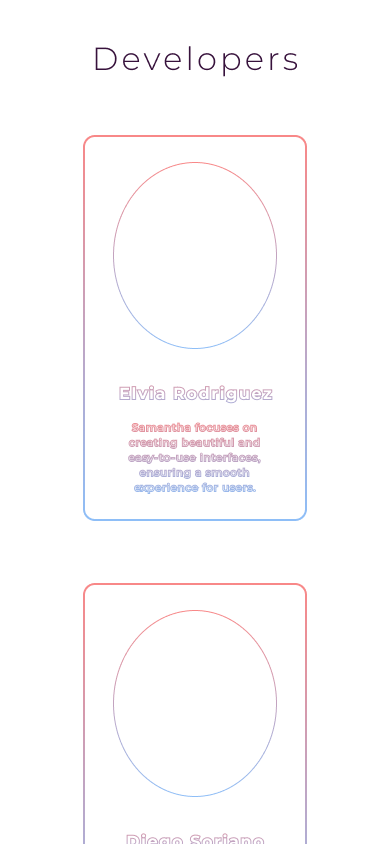 Developers
Elvia Rodriguez
Samantha focuses on
creating beautiful and
easy-to-use interfaces,
ensuring a smooth
experience for users.
Diego Soriano